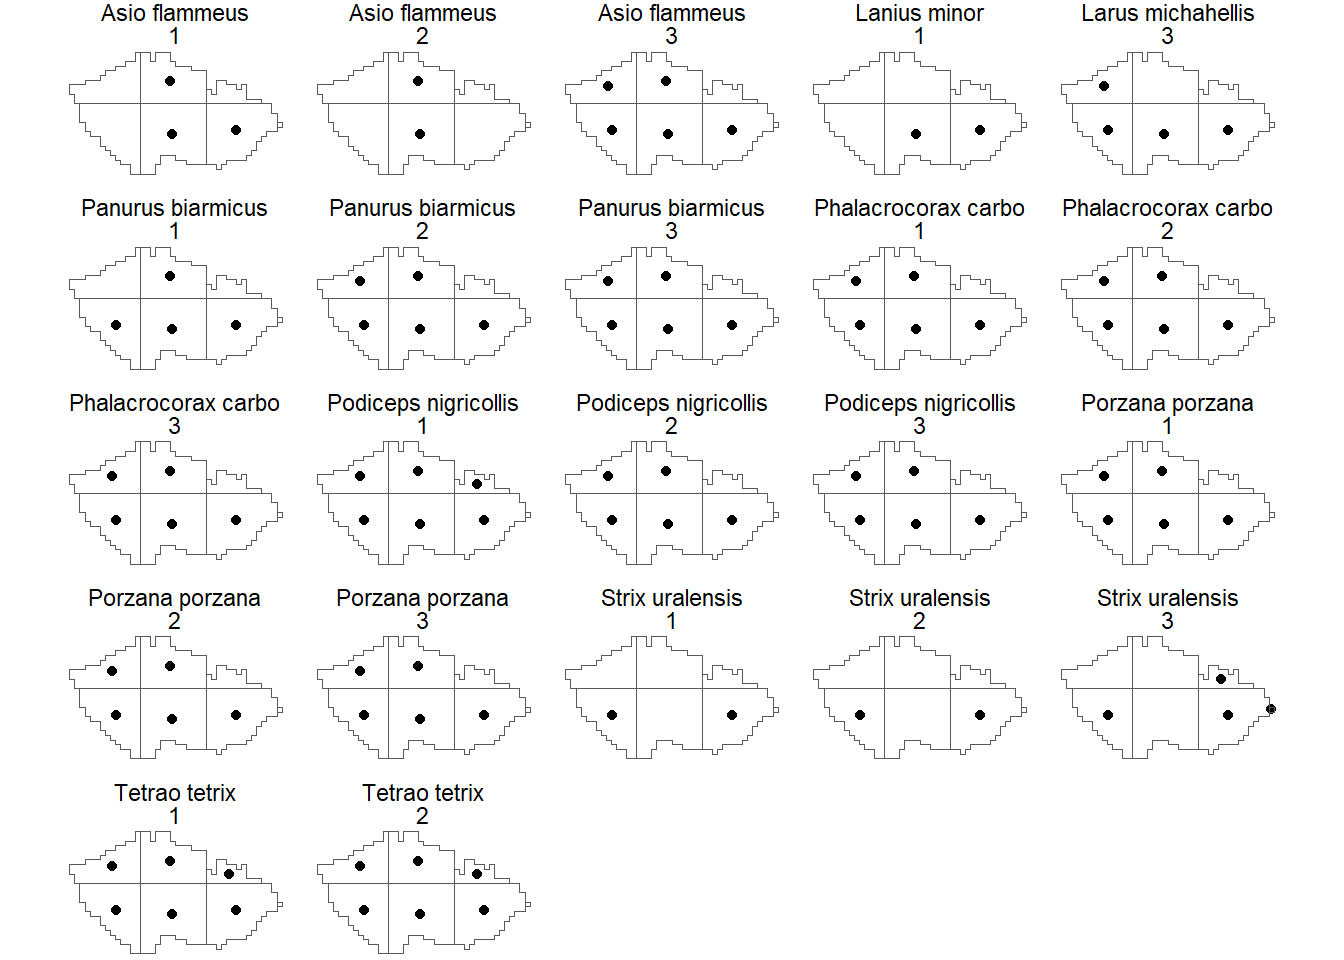 Asio flammeus
1
Asio flammeus
2
Asio flammeus
3
Lanius minor
1
Larus michahellis
3
Panurus biarmicus
1
Panurus biarmicus
2
Panurus biarmicus
3
Phalacrocorax carbo
1
Phalacrocorax carbo
2
Phalacrocorax carbo
3
Podiceps nigricollis
1
Podiceps nigricollis
2
Podiceps nigricollis
3
Porzana porzana
1
Porzana porzana
2
Porzana porzana
3
Strix uralensis
1
Strix uralensis
2
Strix uralensis
3
Tetrao tetrix
1
Tetrao tetrix
2